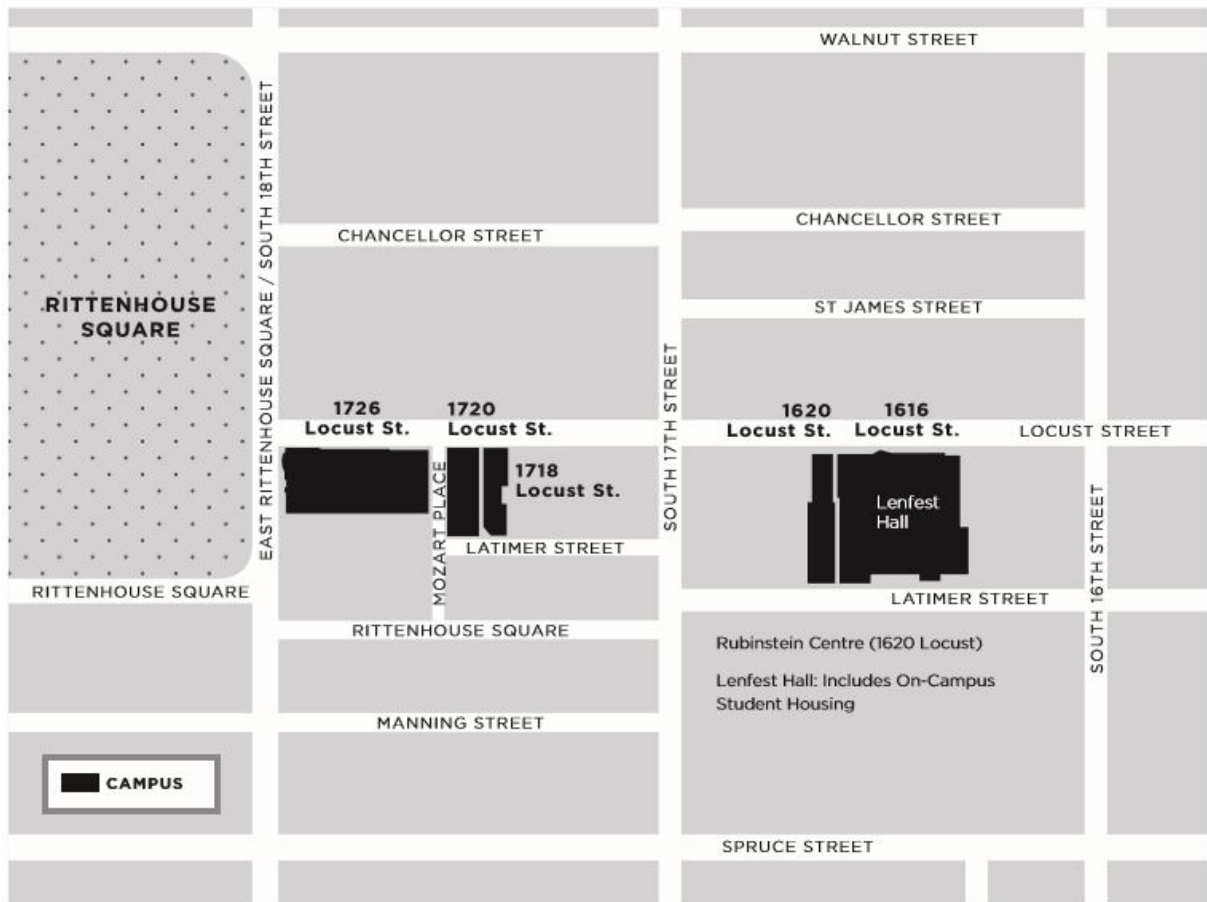 WALNUT STREET
EAST RITTENHOUSE SQUARE / SOUTH 18TH STREET
CHANCELLOR STREET
CHANCELLOR STREET
RITTENHOUSE
SQUARE
ST JAMES STREET
SOUTH 17TH STREET
1726
Locust St.
1720
Locust St.
1620
Locust St.
1616
Locust St.
LOCUST STREET
1718
Locust St.
MOZART PLACE
Lenfest
Hall
SOUTH 16TH STREET
LATIMER STREET
RITTENHOUSE SQUARE
LATIMER STREET
RITTENHOUSE SQUARE
Rubinstein Centre (1620 Locust)
Lenfest Hall: Includes On-Campus
Student Housing
MANNING STREET
CAMPUS
SPRUCE STREET